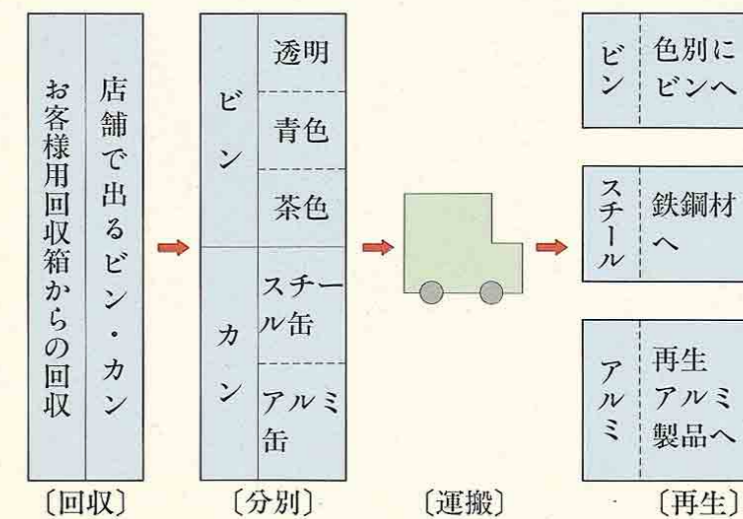 店舗で出るビン・カン
お客様用回収箱からの回収
〔回収〕
ビン
透明
青色
茶色
カン
スチー
ル缶
アルミ
缶
〔分別〕
〔運搬〕
ビン
色別に
ビンへ
スチール
鉄鋼材
へ
アルミ
再生
アルミ
製品へ
〔再生〕